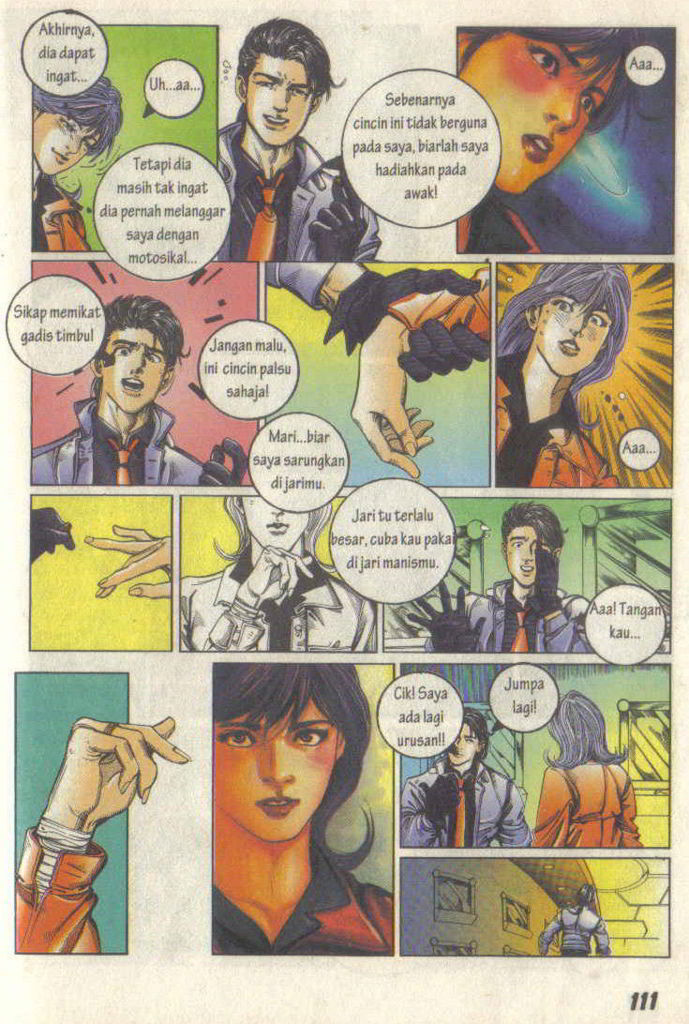 Akhirnya,
dia dapat
ingat...
Uh...aa...
Tetapi dia
masih tak ingat
dia pernah melanggar
saya dengan
motosikal...
Sebenarnya
cincin ini tidak berguna
pada saya, biarlah saya
hadiahkan pada
awak!
Aaa...
Sikap memikat
gadis timbul
Jangan malu,
ini cincin palsu
sahaja!
Mari...biar
saya sarungkan
di jarimu.
Aaa...
Jari tu terlalu
besar, cuba kau pakai
di jari manismu.
Aaa! Tangan
kau...
Cik! Saya
ada lagi
urusan!!
Jumpa
lagi!
111